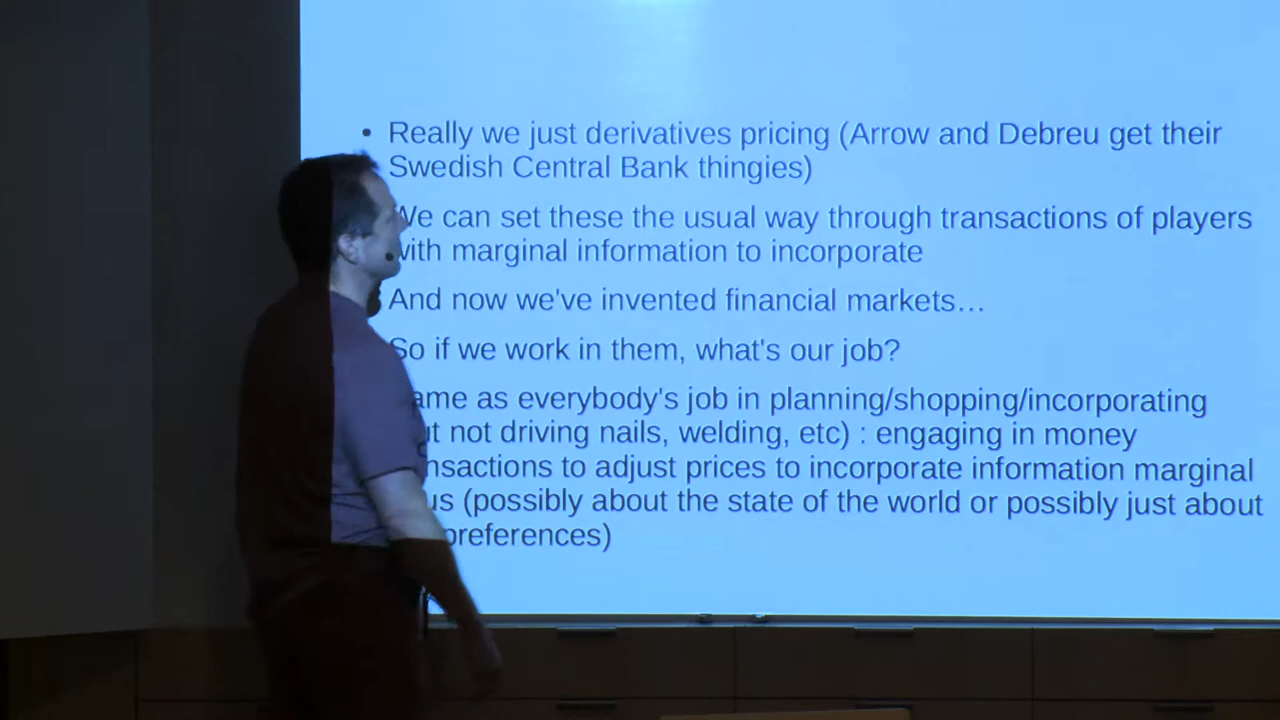 • Really we just derivatives pricing (Arrow and Debreu get their
Swedish Central Bank thingies)
We can set these the usual way through transactions of players
with marginal information to incorporate
And now we've invented financial markets…
So if we work in them, what's our job?
as everybody's job in planning/shopping/incorporating
not driving nails, welding, etc) : engaging in money
to adjust prices to incorporate information marginal
(possibly about the state of the world or possibly just about
preferences)